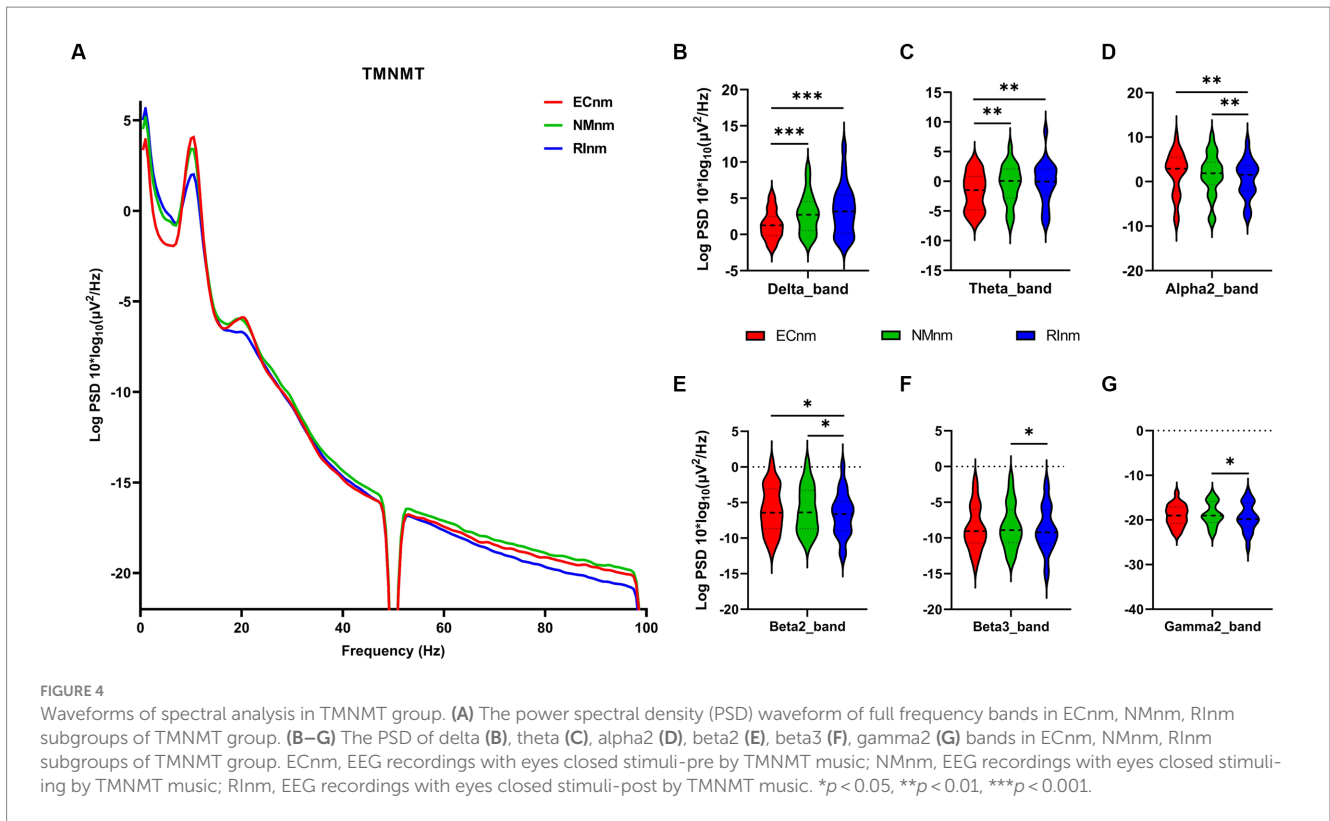 A
TMNMT
ECnm
NMnm
RInm
Log PSD 10*log10(μV²/Hz)
5
0
-5
-10
-15
-20
0 20 40 60 80 100
Frequency (Hz)
B
Log PSD 10*log10(μV²/Hz)
20
15
10
5
0
-5
***
***
Delta_band
C
15
10
5
0
-5
-10
-15
**
**
Theta_band
D
20
10
0
-10
-20
**
**
Alpha2_band
ECnm NMnm RInm
E
Log PSD 10*log10(μV²/Hz)
5
0
-5
-10
-15
-20
*
*
Beta2_band
F
5
0
-5
-10
-15
-20
*
Beta3_band
G
0
-10
-20
-30
-40
*
Gamma2_band
FIGURE 4
Waveforms of spectral analysis in TMNMT group. (A) The power spectral density (PSD) waveform of full frequency bands in ECnm, NMnm, RInm
subgroups of TMNMT group. (B–G) The PSD of delta (B), theta (C), alpha2 (D), beta2 (E), beta3 (F), gamma2 (G) bands in ECnm, NMnm, RInm
subgroups of TMNMT group. ECnm, EEG recordings with eyes closed stimuli-pre by TMNMT music; NMnm, EEG recordings with eyes closed stimuli-
ing by TMNMT music; RInm, EEG recordings with eyes closed stimuli-post by TMNMT music. *p < 0.05, **p < 0.01, ***p < 0.001.